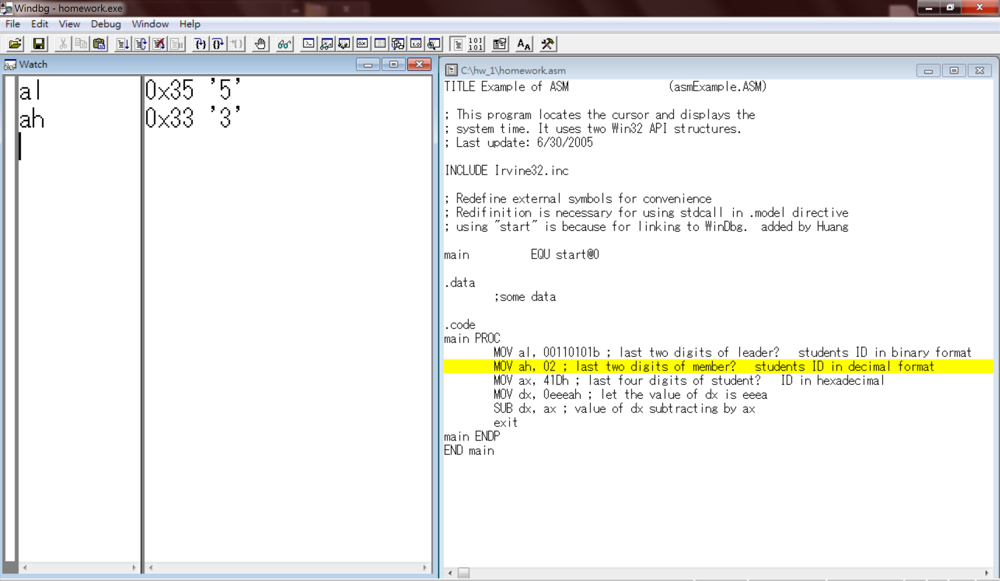 Windbg - homework.exe
File Edit View Debug Window Help
101
101
Watch
al 0x35 '5'
ah 0x33 '3'
C:\hw_1\homework.asm
TITLE Example of ASM (asmExample.ASM)
; This program locates the cursor and displays the
; system time. It uses two Win32 API structures.
; Last update: 6/30/2005
INCLUDE Irvine32.inc
; Redefine external symbols for convenience
; Redifinition is necessary for using stdcall in .model directive
; using "start" is because for linking to WinDbg. added by Huang
main EQU start@0
.data
;some data
.code
main PROC
MOV al, 00110101b ; last two digits of leader? students ID in binary format
MOV ah, 02 ; last two digits of member? students ID in decimal format
MOV ax, 41Dh ; last four digits of student? ID in hexadecimal
MOV dx, 0eeeah ; let the value of dx is eeea
SUB dx, ax ; value of dx subtracting by ax
exit
main ENDP
END main